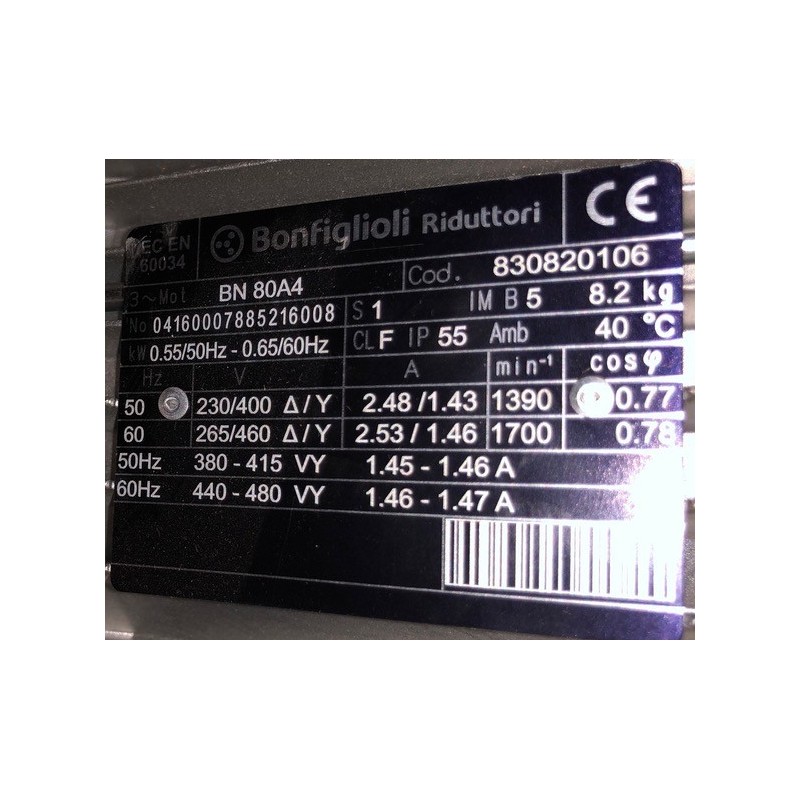 IEC EN 60034
Bonfiglioli Riduttori
CE
3~Mot BN 80A4
Cod. 830820106
No 04160007885216008
S 1 IM B 5 8.2 kg
kW 0.55/50Hz - 0.65/60Hz
CL F IP 55 Amb 40 °C
Hz V A min⁻¹ cosφ
50 230/400 Δ/Y 2.48/1.43 1390 0.77
60 265/460 Δ/Y 2.53/1.46 1700 0.78
50Hz 380 - 415 VY 1.45 - 1.46 A
60Hz 440 - 480 VY 1.46 - 1.47 A